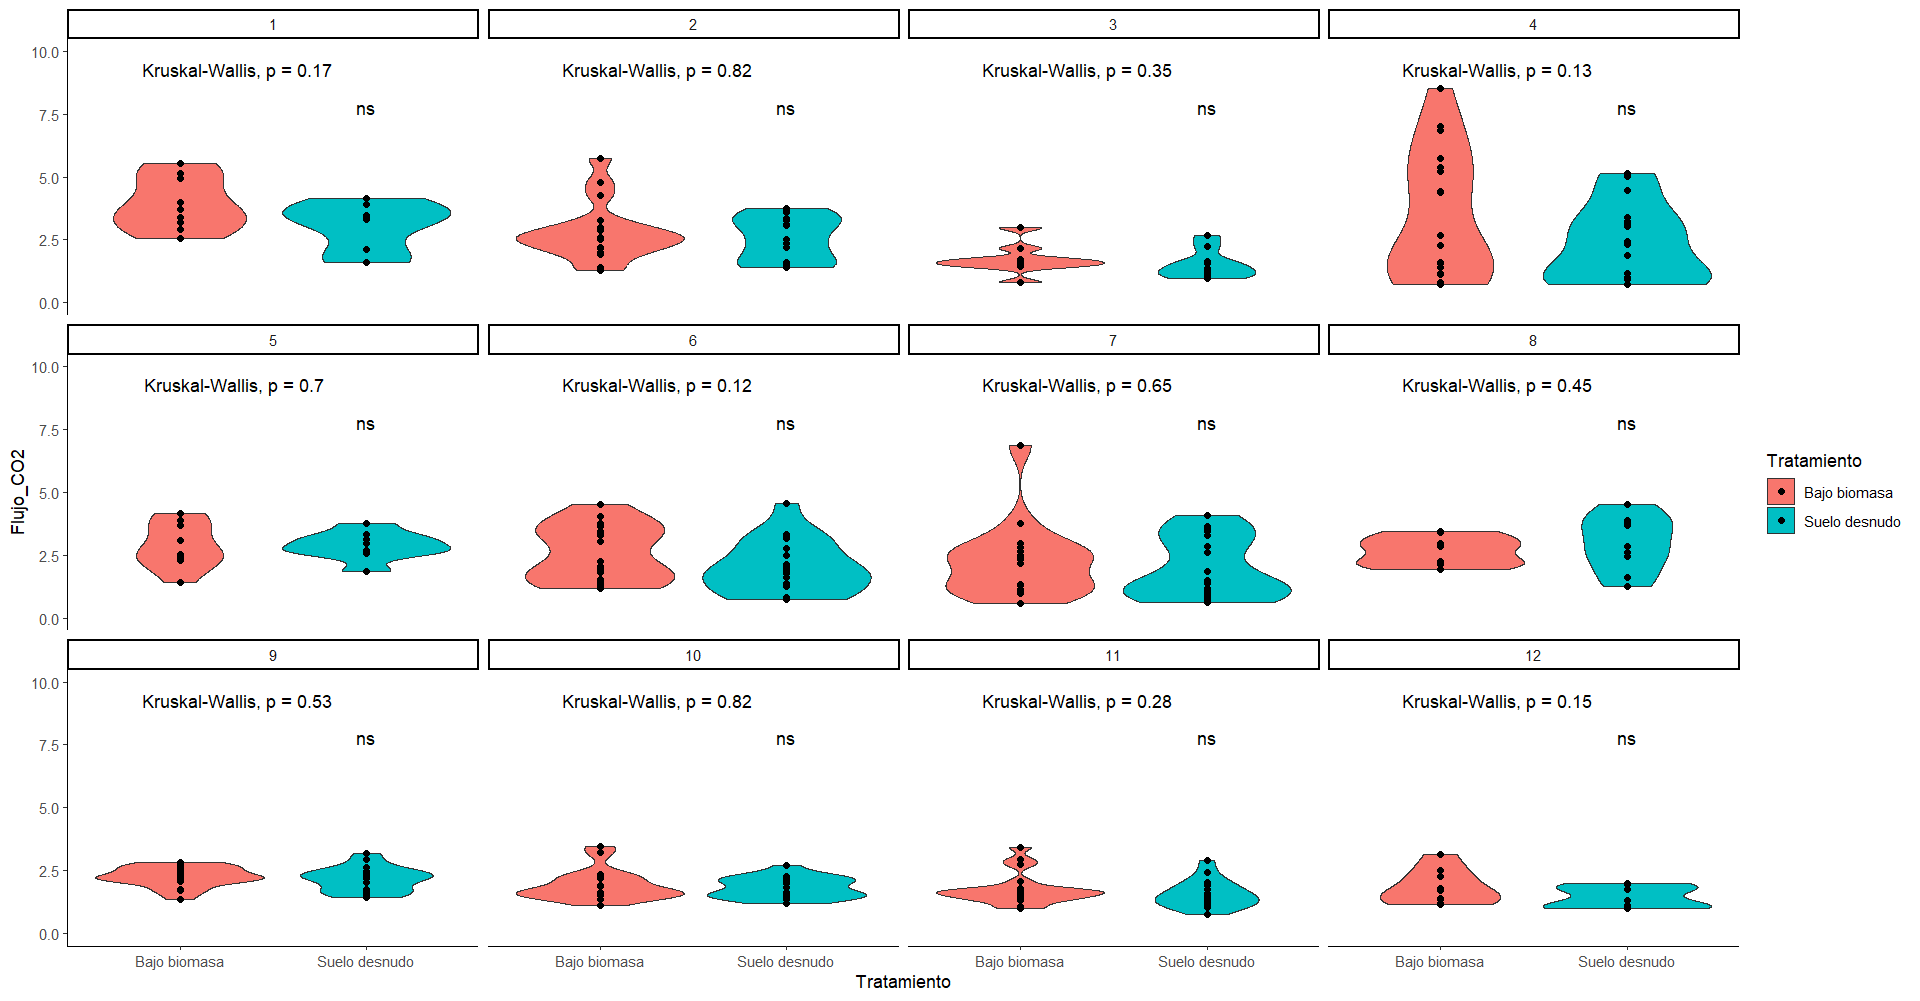 1 2 3 4
10.0
Kruskal-Wallis, p = 0.17 Kruskal-Wallis, p = 0.82 Kruskal-Wallis, p = 0.35 Kruskal-Wallis, p = 0.13
7.5
ns ns ns ns
5.0
2.5
0.0
5 6 7 8
10.0
Kruskal-Wallis, p = 0.7 Kruskal-Wallis, p = 0.12 Kruskal-Wallis, p = 0.65 Kruskal-Wallis, p = 0.45
7.5
ns ns ns ns
5.0
2.5
0.0
Flujo_CO2
Tratamiento
Bajo biomasa
Suelo desnudo
9 10 11 12
10.0
Kruskal-Wallis, p = 0.53 Kruskal-Wallis, p = 0.82 Kruskal-Wallis, p = 0.28 Kruskal-Wallis, p = 0.15
7.5
ns ns ns ns
5.0
2.5
0.0
Bajo biomasa Suelo desnudo Bajo biomasa Suelo desnudo Bajo biomasa Suelo desnudo Bajo biomasa Suelo desnudo
Tratamiento